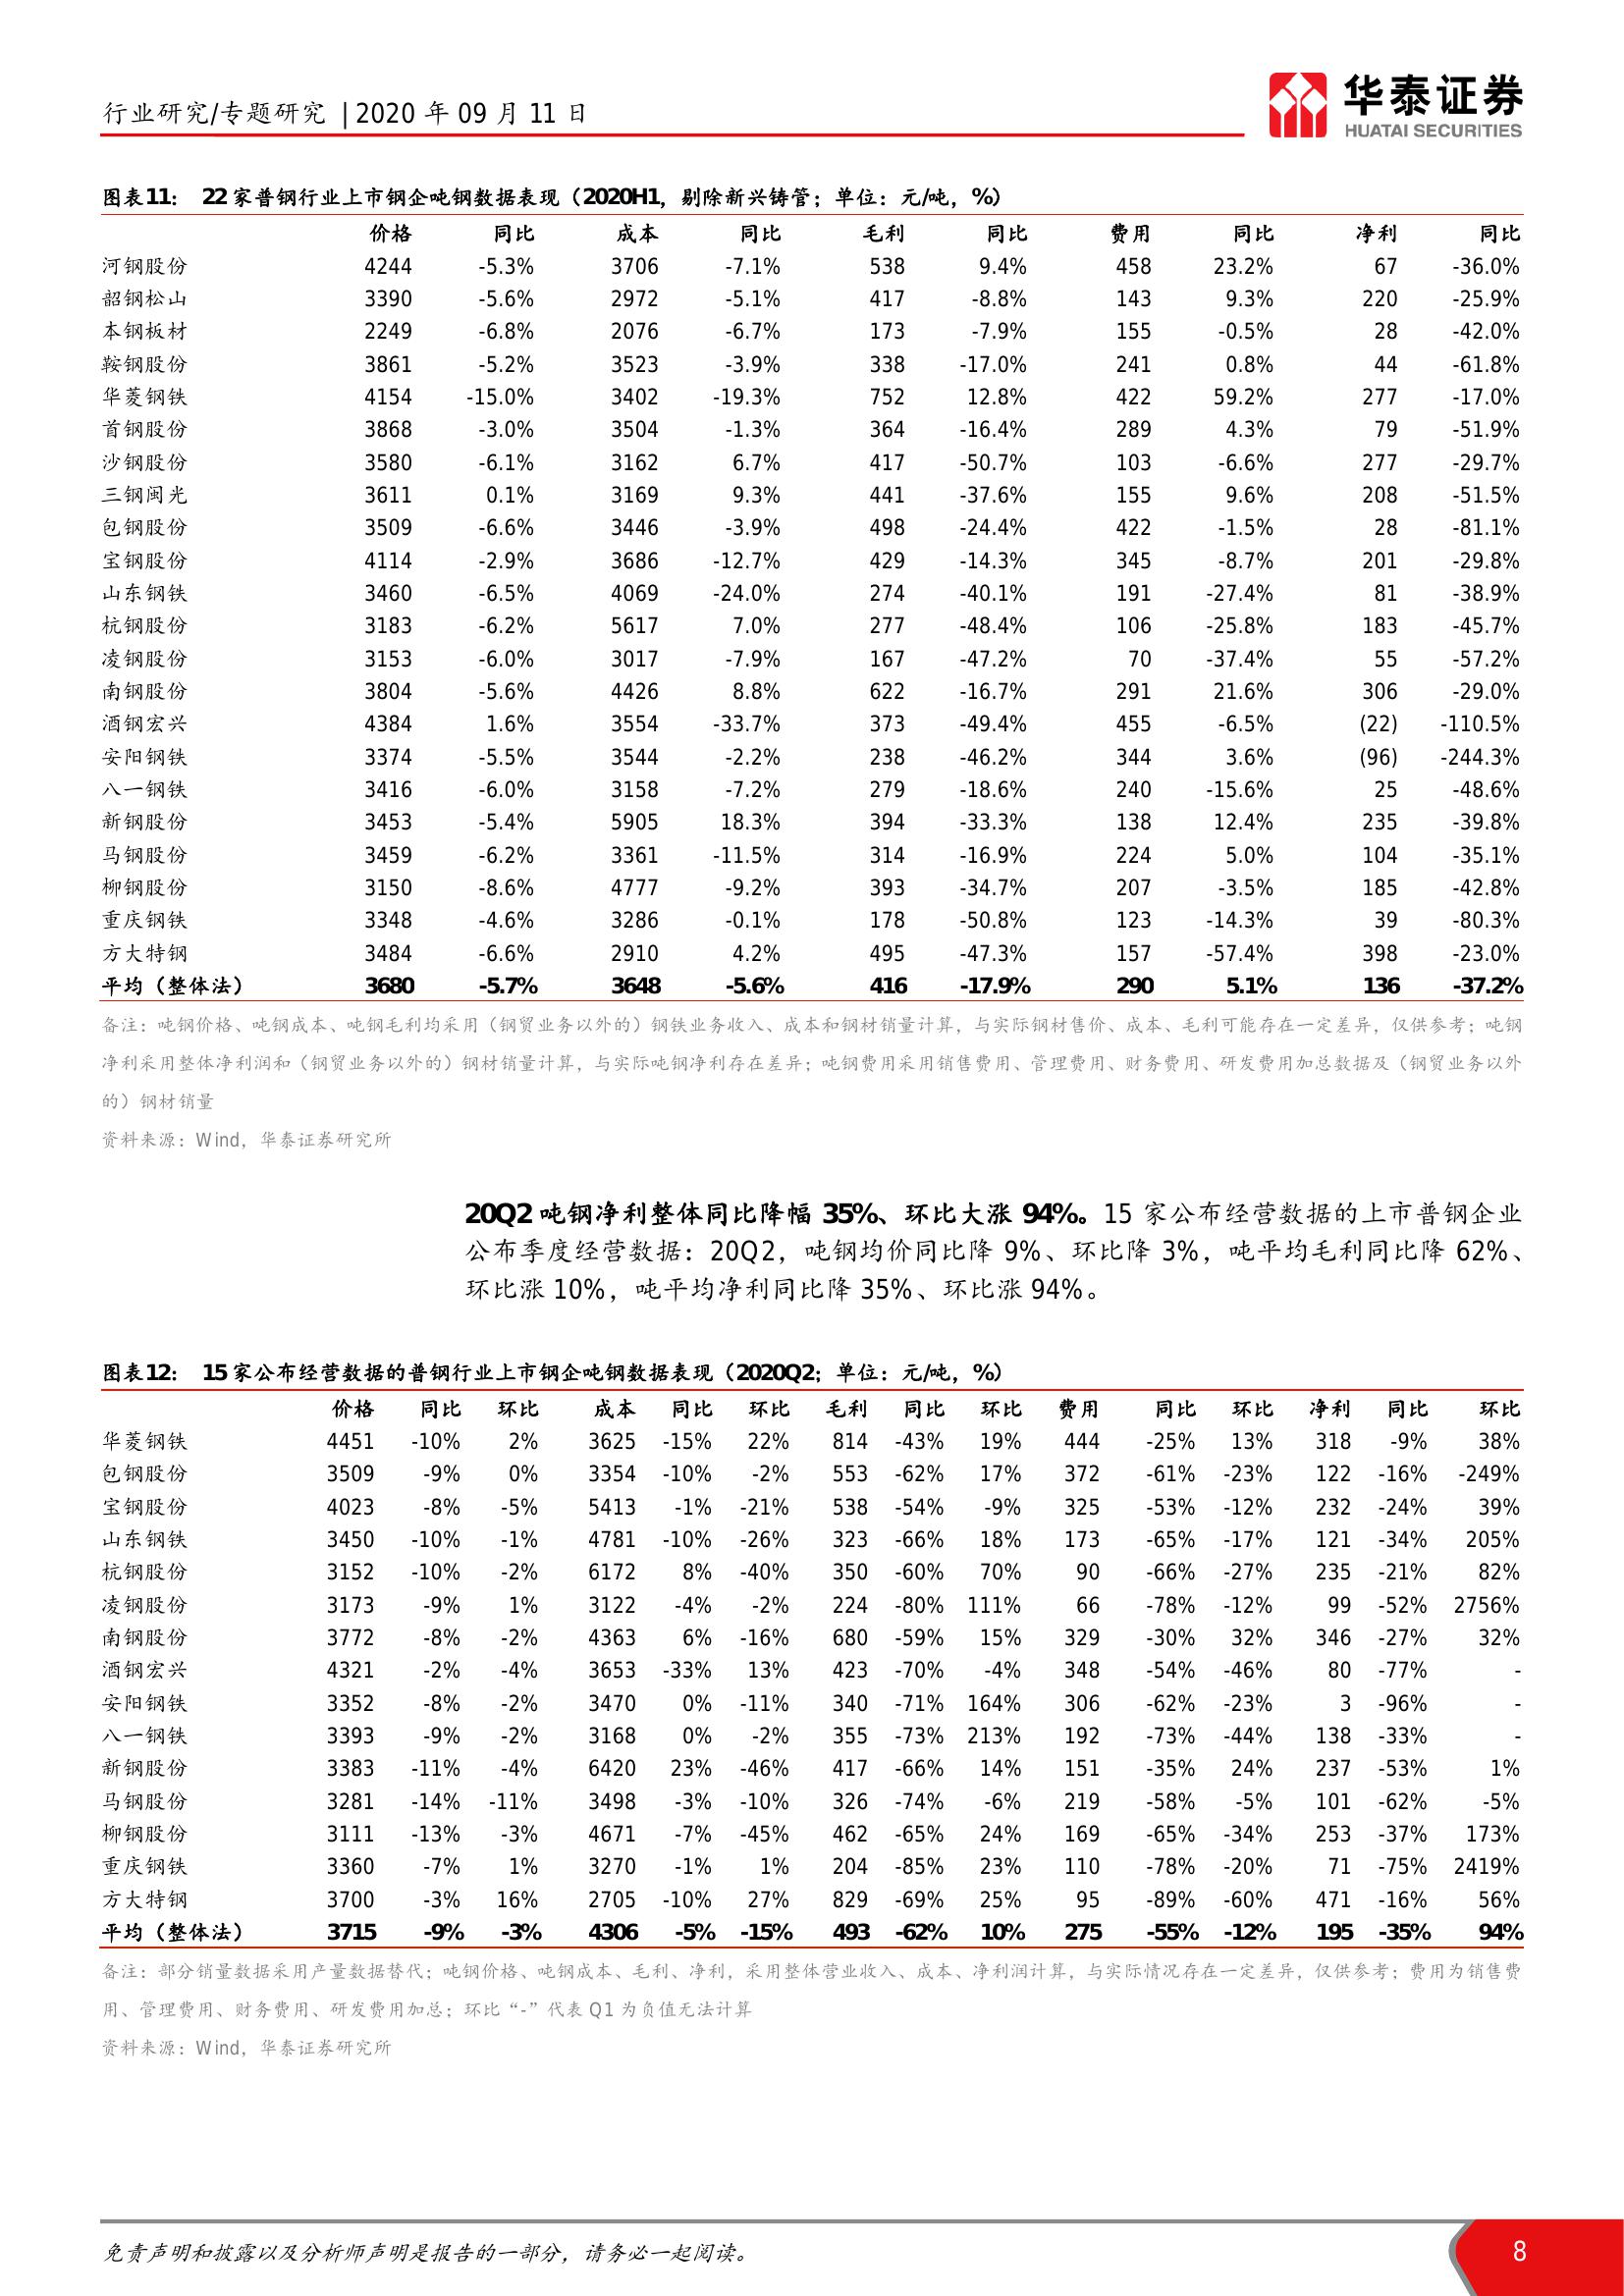 行业研究/专题研究 | 2020 年 09 月 11 日
华泰证券
HUATAI SECURITIES
图表11： 22 家普钢行业上市钢企吨钢数据表现（2020H1，剔除新兴铸管；单位：元/吨，%）
价格 同比 成本 同比 毛利 同比 费用 同比 净利 同比
河钢股份 4244 -5.3% 3706 -7.1% 538 9.4% 458 23.2% 67 -36.0%
韶钢松山 3390 -5.6% 2972 -5.1% 417 -8.8% 143 9.3% 220 -25.9%
本钢板材 2249 -6.8% 2076 -6.7% 173 -7.9% 155 -0.5% 28 -42.0%
鞍钢股份 3861 -5.2% 3523 -3.9% 338 -17.0% 241 0.8% 44 -61.8%
华菱钢铁 4154 -15.0% 3402 -19.3% 752 12.8% 422 59.2% 277 -17.0%
首钢股份 3868 -3.0% 3504 -1.3% 364 -16.4% 289 4.3% 79 -51.9%
沙钢股份 3580 -6.1% 3162 6.7% 417 -50.7% 103 -6.6% 277 -29.7%
三钢闽光 3611 0.1% 3169 9.3% 441 -37.6% 155 9.6% 208 -51.5%
包钢股份 3509 -6.6% 3446 -3.9% 498 -24.4% 422 -1.5% 28 -81.1%
宝钢股份 4114 -2.9% 3686 -12.7% 429 -14.3% 345 -8.7% 201 -29.8%
山东钢铁 3460 -6.5% 4069 -24.0% 274 -40.1% 191 -27.4% 81 -38.9%
杭钢股份 3183 -6.2% 5617 7.0% 277 -48.4% 106 -25.8% 183 -45.7%
凌钢股份 3153 -6.0% 3017 -7.9% 167 -47.2% 70 -37.4% 55 -57.2%
南钢股份 3804 -5.6% 4426 8.8% 622 -16.7% 291 21.6% 306 -29.0%
酒钢宏兴 4384 1.6% 3554 -33.7% 373 -49.4% 455 -6.5% (22) -110.5%
安阳钢铁 3374 -5.5% 3544 -2.2% 238 -46.2% 344 3.6% (96) -244.3%
八一钢铁 3416 -6.0% 3158 -7.2% 279 -18.6% 240 -15.6% 25 -48.6%
新钢股份 3453 -5.4% 5905 18.3% 394 -33.3% 138 12.4% 235 -39.8%
马钢股份 3459 -6.2% 3361 -11.5% 314 -16.9% 224 5.0% 104 -35.1%
柳钢股份 3150 -8.6% 4777 -9.2% 393 -34.7% 207 -3.5% 185 -42.8%
重庆钢铁 3348 -4.6% 3286 -0.1% 178 -50.8% 123 -14.3% 39 -80.3%
方大特钢 3484 -6.6% 2910 4.2% 495 -47.3% 157 -57.4% 398 -23.0%
平均（整体法） 3680 -5.7% 3648 -5.6% 416 -17.9% 290 5.1% 136 -37.2%
备注：吨钢价格、吨钢成本、吨钢毛利均采用（钢贸业务以外的）钢铁业务收入、成本和钢材销量计算，与实际钢材售价、成本、毛利可能存在一定差异，仅供参考；吨钢
净利采用整体净利润和（钢贸业务以外的）钢材销量计算，与实际吨钢净利存在差异；吨钢费用采用销售费用、管理费用、财务费用、研发费用加总数据及（钢贸业务以外
的）钢材销量
资料来源：Wind，华泰证券研究所
20Q2 吨钢净利整体同比降幅 35%、环比大涨 94%。15 家公布经营数据的上市普钢企业
公布季度经营数据：20Q2，吨钢均价同比降 9%、环比降 3%，吨平均毛利同比降 62%、
环比涨 10%，吨平均净利同比降 35%、环比涨 94%。
图表12： 15 家公布经营数据的普钢行业上市钢企吨钢数据表现（2020Q2；单位：元/吨，%）
价格 同比 环比 成本 同比 环比 毛利 同比 环比 费用 同比 环比 净利 同比 环比
华菱钢铁 4451 -10% 2% 3625 -15% 22% 814 -43% 19% 444 -25% 13% 318 -9% 38%
包钢股份 3509 -9% 0% 3354 -10% -2% 553 -62% 17% 372 -61% -23% 122 -16% -249%
宝钢股份 4023 -8% -5% 5413 -1% -21% 538 -54% -9% 325 -53% -12% 232 -24% 39%
山东钢铁 3450 -10% -1% 4781 -10% -26% 323 -66% 18% 173 -65% -17% 121 -34% 205%
杭钢股份 3152 -10% -2% 6172 8% -40% 350 -60% 70% 90 -66% -27% 235 -21% 82%
凌钢股份 3173 -9% 1% 3122 -4% -2% 224 -80% 111% 66 -78% -12% 99 -52% 2756%
南钢股份 3772 -8% -2% 4363 6% -16% 680 -59% 15% 329 -30% 32% 346 -27% 32%
酒钢宏兴 4321 -2% -4% 3653 -33% 13% 423 -70% -4% 348 -54% -46% 80 -77% -
安阳钢铁 3352 -8% -2% 3470 0% -11% 340 -71% 164% 306 -62% -23% 3 -96% -
八一钢铁 3393 -9% -2% 3168 0% -2% 355 -73% 213% 192 -73% -44% 138 -33% -
新钢股份 3383 -11% -4% 6420 23% -46% 417 -66% 14% 151 -35% 24% 237 -53% 1%
马钢股份 3281 -14% -11% 3498 -3% -10% 326 -74% -6% 219 -58% -5% 101 -62% -5%
柳钢股份 3111 -13% -3% 4671 -7% -45% 462 -65% 24% 169 -65% -34% 253 -37% 173%
重庆钢铁 3360 -7% 1% 3270 -1% 1% 204 -85% 23% 110 -78% -20% 71 -75% 2419%
方大特钢 3700 -3% 16% 2705 -10% 27% 829 -69% 25% 95 -89% -60% 471 -16% 56%
平均（整体法） 3715 -9% -3% 4306 -5% -15% 493 -62% 10% 275 -55% -12% 195 -35% 94%
备注：部分销量数据采用产量数据替代；吨钢价格、吨钢成本、毛利、净利，采用整体营业收入、成本、净利润计算，与实际情况存在一定差异，仅供参考；费用为销售费
用、管理费用、财务费用、研发费用加总；环比“-”代表 Q1 为负值无法计算
资料来源：Wind，华泰证券研究所
免责声明和披露以及分析师声明是报告的一部分，请务必一起阅读。
8